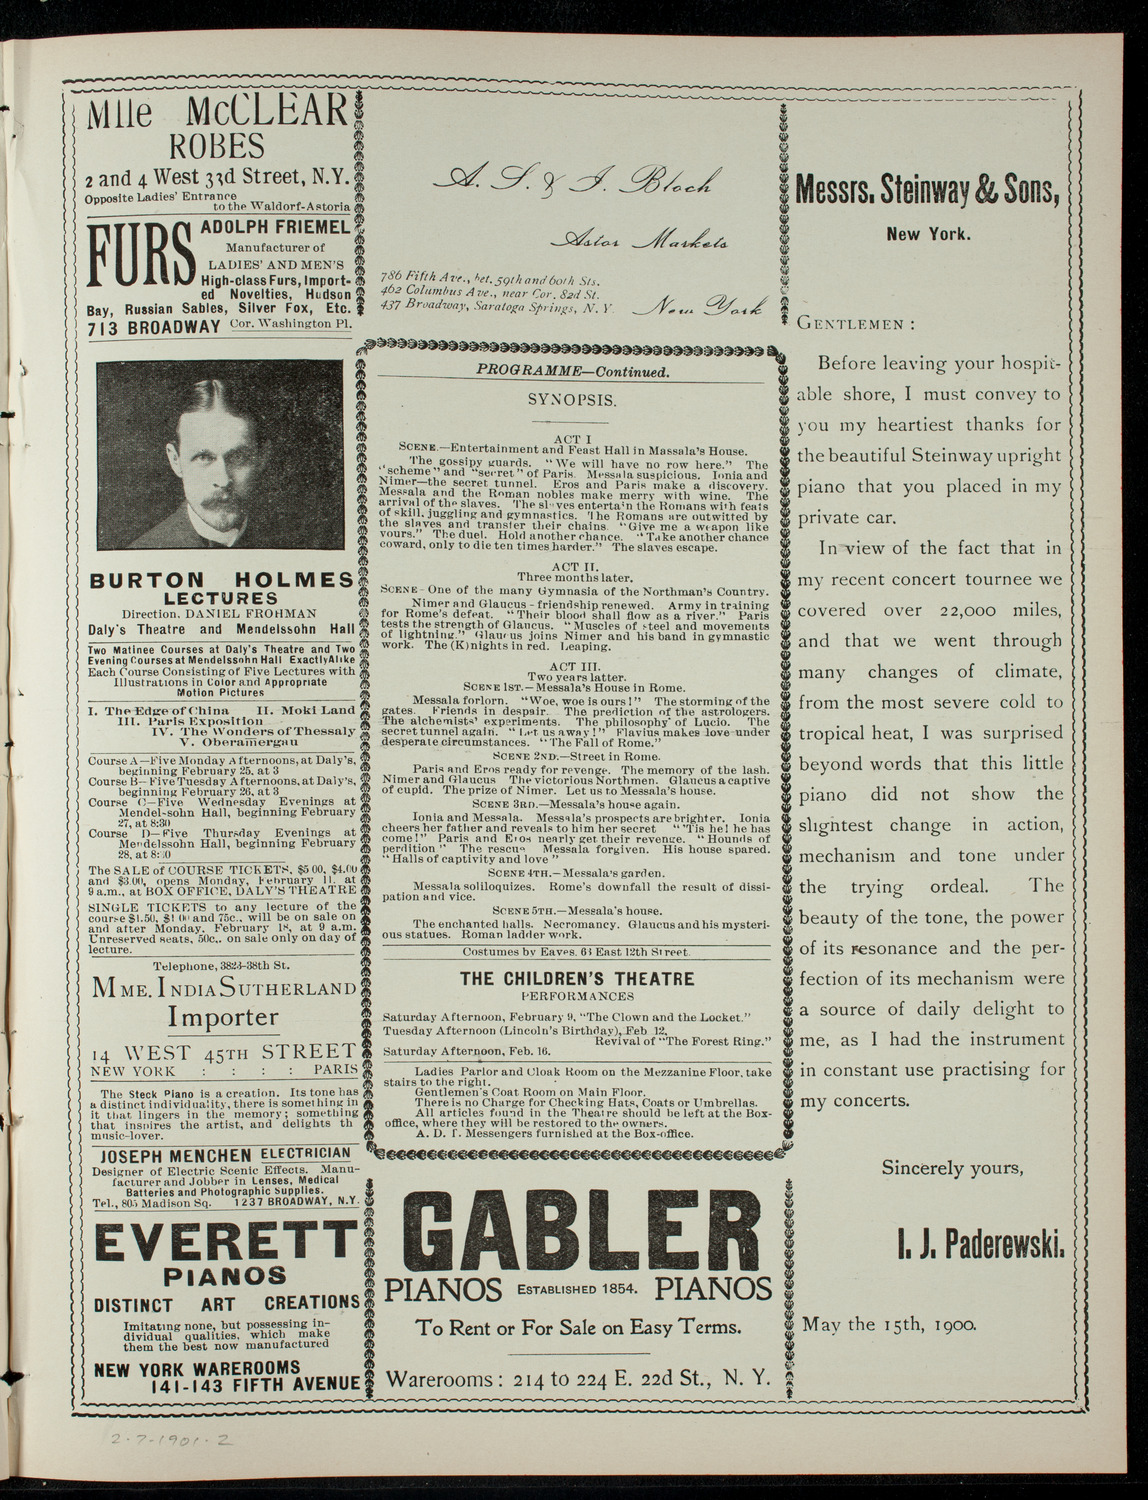 Mlle McCLEAR
ROBES
2 and 4 West 33d Street, N.Y.
Opposite Ladies' Entrance
to the Waldorf-Astoria
FURS
ADOLPH FRIEMEL
Manufacturer of
LADIES' AND MEN'S
High-class Furs, Import-
ed Novelties, Hudson
Bay, Russian Sables, Silver Fox, Etc.
713 BROADWAY Cor. Washington Pl.
BURTON HOLMES
LECTURES
Direction, DANIEL FROHMAN
Daly's Theatre and Mendelssohn Hall
Two Matinee Courses at Daly's Theatre and Two
Evening Courses at Mendelssohn Hall Exactly Alike
Each Course Consisting of Five Lectures with
Illustrations in Color and Appropriate
Motion Pictures
I. The Edge of China II. Moki Land
III. Paris Exposition
IV. The Wonders of Thessaly
V. Oberamergau
Course A—Five Monday Afternoons, at Daly's,
beginning February 25, at 3
Course B—Five Tuesday Afternoons, at Daly's,
beginning February 26, at 3
Course C—Five Wednesday Evenings at
Mendelssohn Hall, beginning February
27, at 8:30
Course D—Five Thursday Evenings at
Mendelssohn Hall, beginning February
28, at 8:30
The SALE of COURSE TICKETS, $5.00, $4.00
and $3.00, opens Monday, February 11, at
9 a.m., at BOX OFFICE, DALY'S THEATRE
SINGLE TICKETS to any lecture of the
course $1.50, $1.00 and 75c., will be on sale on
and after Monday, February 18, at 9 a.m.
Unreserved seats, 50c., on sale only on day of
lecture.
Telephone, 3823-38th St.
MME. INDIA SUTHERLAND
Importer
14 WEST 45TH STREET
NEW YORK : : : : PARIS
The Steck Piano is a creation. Its tone has
a distinct individuality, there is something in
it that lingers in the memory; something
that inspires the artist, and delights th
music-lover.
JOSEPH MENCHEN ELECTRICIAN
Designer of Electric Scenic Effects. Manu-
facturer and Jobber in Lenses, Medical
Batteries and Photographic Supplies.
Tel., 805 Madison Sq. 1237 BROADWAY, N.Y.
EVERETT
PIANOS
DISTINCT ART CREATIONS
Imitating none, but possessing in-
dividual qualities, which make
them the best now manufactured
NEW YORK WAREROOMS
141-143 FIFTH AVENUE
A. S. & J. Bloch
Astor Markets
786 Fifth Ave., bet. 59th and 60th Sts.
462 Columbus Ave., near Cor. 82d St.
437 Broadway, Saratoga Springs, N. Y.
New York
PROGRAMME—Continued.
SYNOPSIS.
ACT I
SCENE.—Entertainment and Feast Hall in Massala's House.
The gossipy guards. "We will have no row here." The
"scheme" and "secret" of Paris. Messala suspicious. Ionia and
Nimer—the secret tunnel. Eros and Paris make a discovery.
Messala and the Roman nobles make merry with wine. The
arrival of the slaves. The slaves entertain the Romans with feats
of skill, juggling and gymnastics. The Romans are outwitted by
the slaves and transfer their chains. "Give me a weapon like
yours." The duel. Hold another chance. "Take another chance
coward, only to die ten times harder." The slaves escape.
ACT II.
Three months later.
SCENE—One of the many Gymnasia of the Northman's Country.
Nimer and Glaucus—friendship renewed. Army in training
for Rome's defeat. "Their blood shall flow as a river." Paris
tests the strength of Glaucus. "Muscles of steel and movements
of lightning." Glaucus joins Nimer and his band in gymnastic
work. The (K)nights in red. Leaping.
ACT III.
Two years latter.
SCENE 1ST.—Messala's House in Rome.
Messala forlorn. "Woe, woe is ours!" The storming of the
gates. Friends in despair. The prediction of the astrologers.
The alchemists' experiments. The philosophy of Lucio. The
secret tunnel again. "Let us away!" Flavius makes love under
desperate circumstances. "The Fall of Rome."
SCENE 2ND.—Street in Rome.
Paris and Eros ready for revenge. The memory of the lash.
Nimer and Glaucus The victorious Northmen. Glaucus a captive
of cupid. The prize of Nimer. Let us to Messala's house.
SCENE 3RD.—Messala's house again.
Ionia and Messala. Messala's prospects are brighter. Ionia
cheers her father and reveals to him her secret "'Tis he! he has
come!" Paris and Eros nearly get their revenge. "Hounds of
perdition" The rescue Messala forgiven. His house spared.
"Halls of captivity and love"
SCENE 4TH.—Messala's garden.
Messala soliloquizes. Rome's downfall the result of dissi-
pation and vice.
SCENE 5TH.—Messala's house.
The enchanted halls. Necromancy. Glaucus and his mysteri-
ous statues. Roman ladder work.
Costumes by Eaves, 63 East 12th Street.
THE CHILDREN'S THEATRE
PERFORMANCES
Saturday Afternoon, February 9, "The Clown and the Locket."
Tuesday Afternoon (Lincoln's Birthday), Feb 12,
Revival of "The Forest Ring."
Saturday Afternoon, Feb. 16.
Ladies Parlor and Cloak Room on the Mezzanine Floor, take
stairs to the right.
Gentlemen's Coat Room on Main Floor.
There is no Charge for Checking Hats, Coats or Umbrellas.
All articles found in the Theatre should be left at the Box-
office, where they will be restored to the owners.
A. D. T. Messengers furnished at the Box-office.
GABLER
PIANOS ESTABLISHED 1854. PIANOS
To Rent or For Sale on Easy Terms.
Warerooms: 214 to 224 E. 22d St., N. Y.
Messrs. Steinway & Sons,
New York.
GENTLEMEN:
Before leaving your hospit-
able shore, I must convey to
you my heartiest thanks for
the beautiful Steinway upright
piano that you placed in my
private car.
In view of the fact that in
my recent concert tournee we
covered over 22,000 miles,
and that we went through
many changes of climate,
from the most severe cold to
tropical heat, I was surprised
beyond words that this little
piano did not show the
slightest change in action,
mechanism and tone under
the trying ordeal. The
beauty of the tone, the power
of its resonance and the per-
fection of its mechanism were
a source of daily delight to
me, as I had the instrument
in constant use practising for
my concerts.
Sincerely yours,
I. J. Paderewski.
May the 15th, 1900.
2-7-1901-2